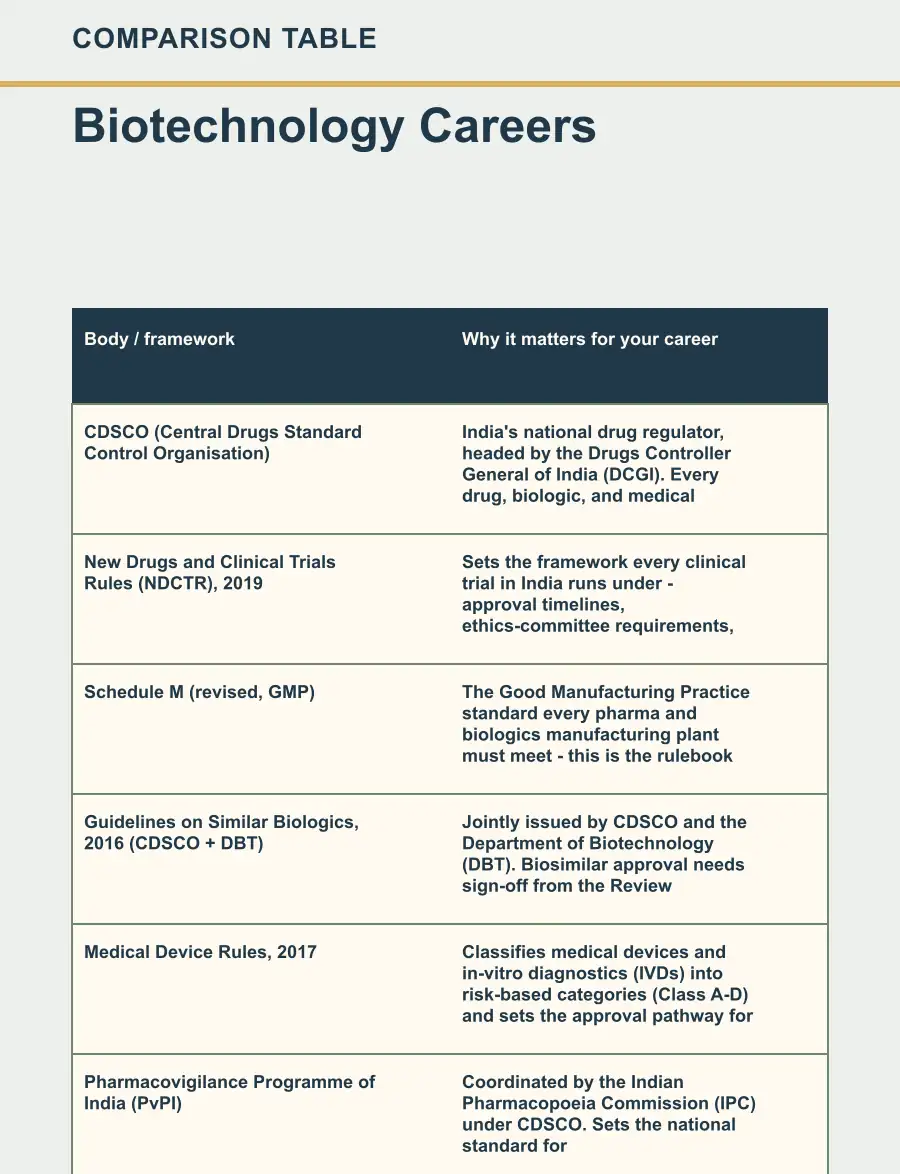 COMPARISON TABLE
Biotechnology Careers
Body / framework
Why it matters for your career
CDSCO (Central Drugs Standard
Control Organisation)
India's national drug regulator,
headed by the Drugs Controller
General of India (DCGI). Every
drug, biologic, and medical
New Drugs and Clinical Trials
Rules (NDCTR), 2019
Sets the framework every clinical
trial in India runs under -
approval timelines,
ethics-committee requirements,
Schedule M (revised, GMP)
The Good Manufacturing Practice
standard every pharma and
biologics manufacturing plant
must meet - this is the rulebook
Guidelines on Similar Biologics,
2016 (CDSCO + DBT)
Jointly issued by CDSCO and the
Department of Biotechnology
(DBT). Biosimilar approval needs
sign-off from the Review
Medical Device Rules, 2017
Classifies medical devices and
in-vitro diagnostics (IVDs) into
risk-based categories (Class A-D)
and sets the approval pathway for
Pharmacovigilance Programme of
India (PvPI)
Coordinated by the Indian
Pharmacopoeia Commission (IPC)
under CDSCO. Sets the national
standard for